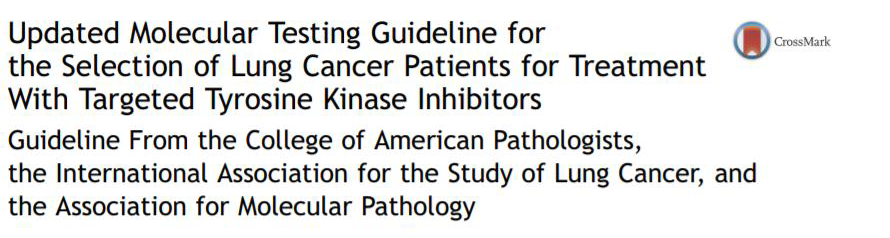 Updated Molecular Testing Guideline for
the Selection of Lung Cancer Patients for Treatment
With Targeted Tyrosine Kinase Inhibitors
CrossMark
Guideline From the College of American Pathologists,
the International Association for the Study of Lung Cancer, and
the Association for Molecular Pathology